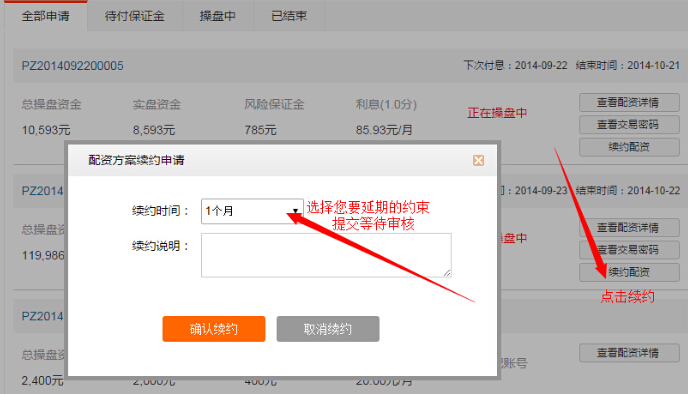 全部申请 待付保证金 操盘中 已结束
PZ2014092200005 下次付息：2014-09-22 结束时间：2014-10-21
总操盘资金 实盘资金 风险保证金 利息(1.0分)
正在操盘中
10,593元 8,593元 785元 85.93元/月
查看配资详情
查看交易密码
续约配资
配资方案续约申请
PZ2014 2014-09-23 结束时间：2014-10-22
续约时间： 1个月
选择您要延期的约束
提交等待审核
续约说明：
总操盘资
119,986
操盘中
查看配资详情
查看交易密码
续约配资
点击续约
确认续约 取消续约
PZ2014
总操盘资
账号
查看配资详情
2,400元 2,000元 400元 20.00元/月